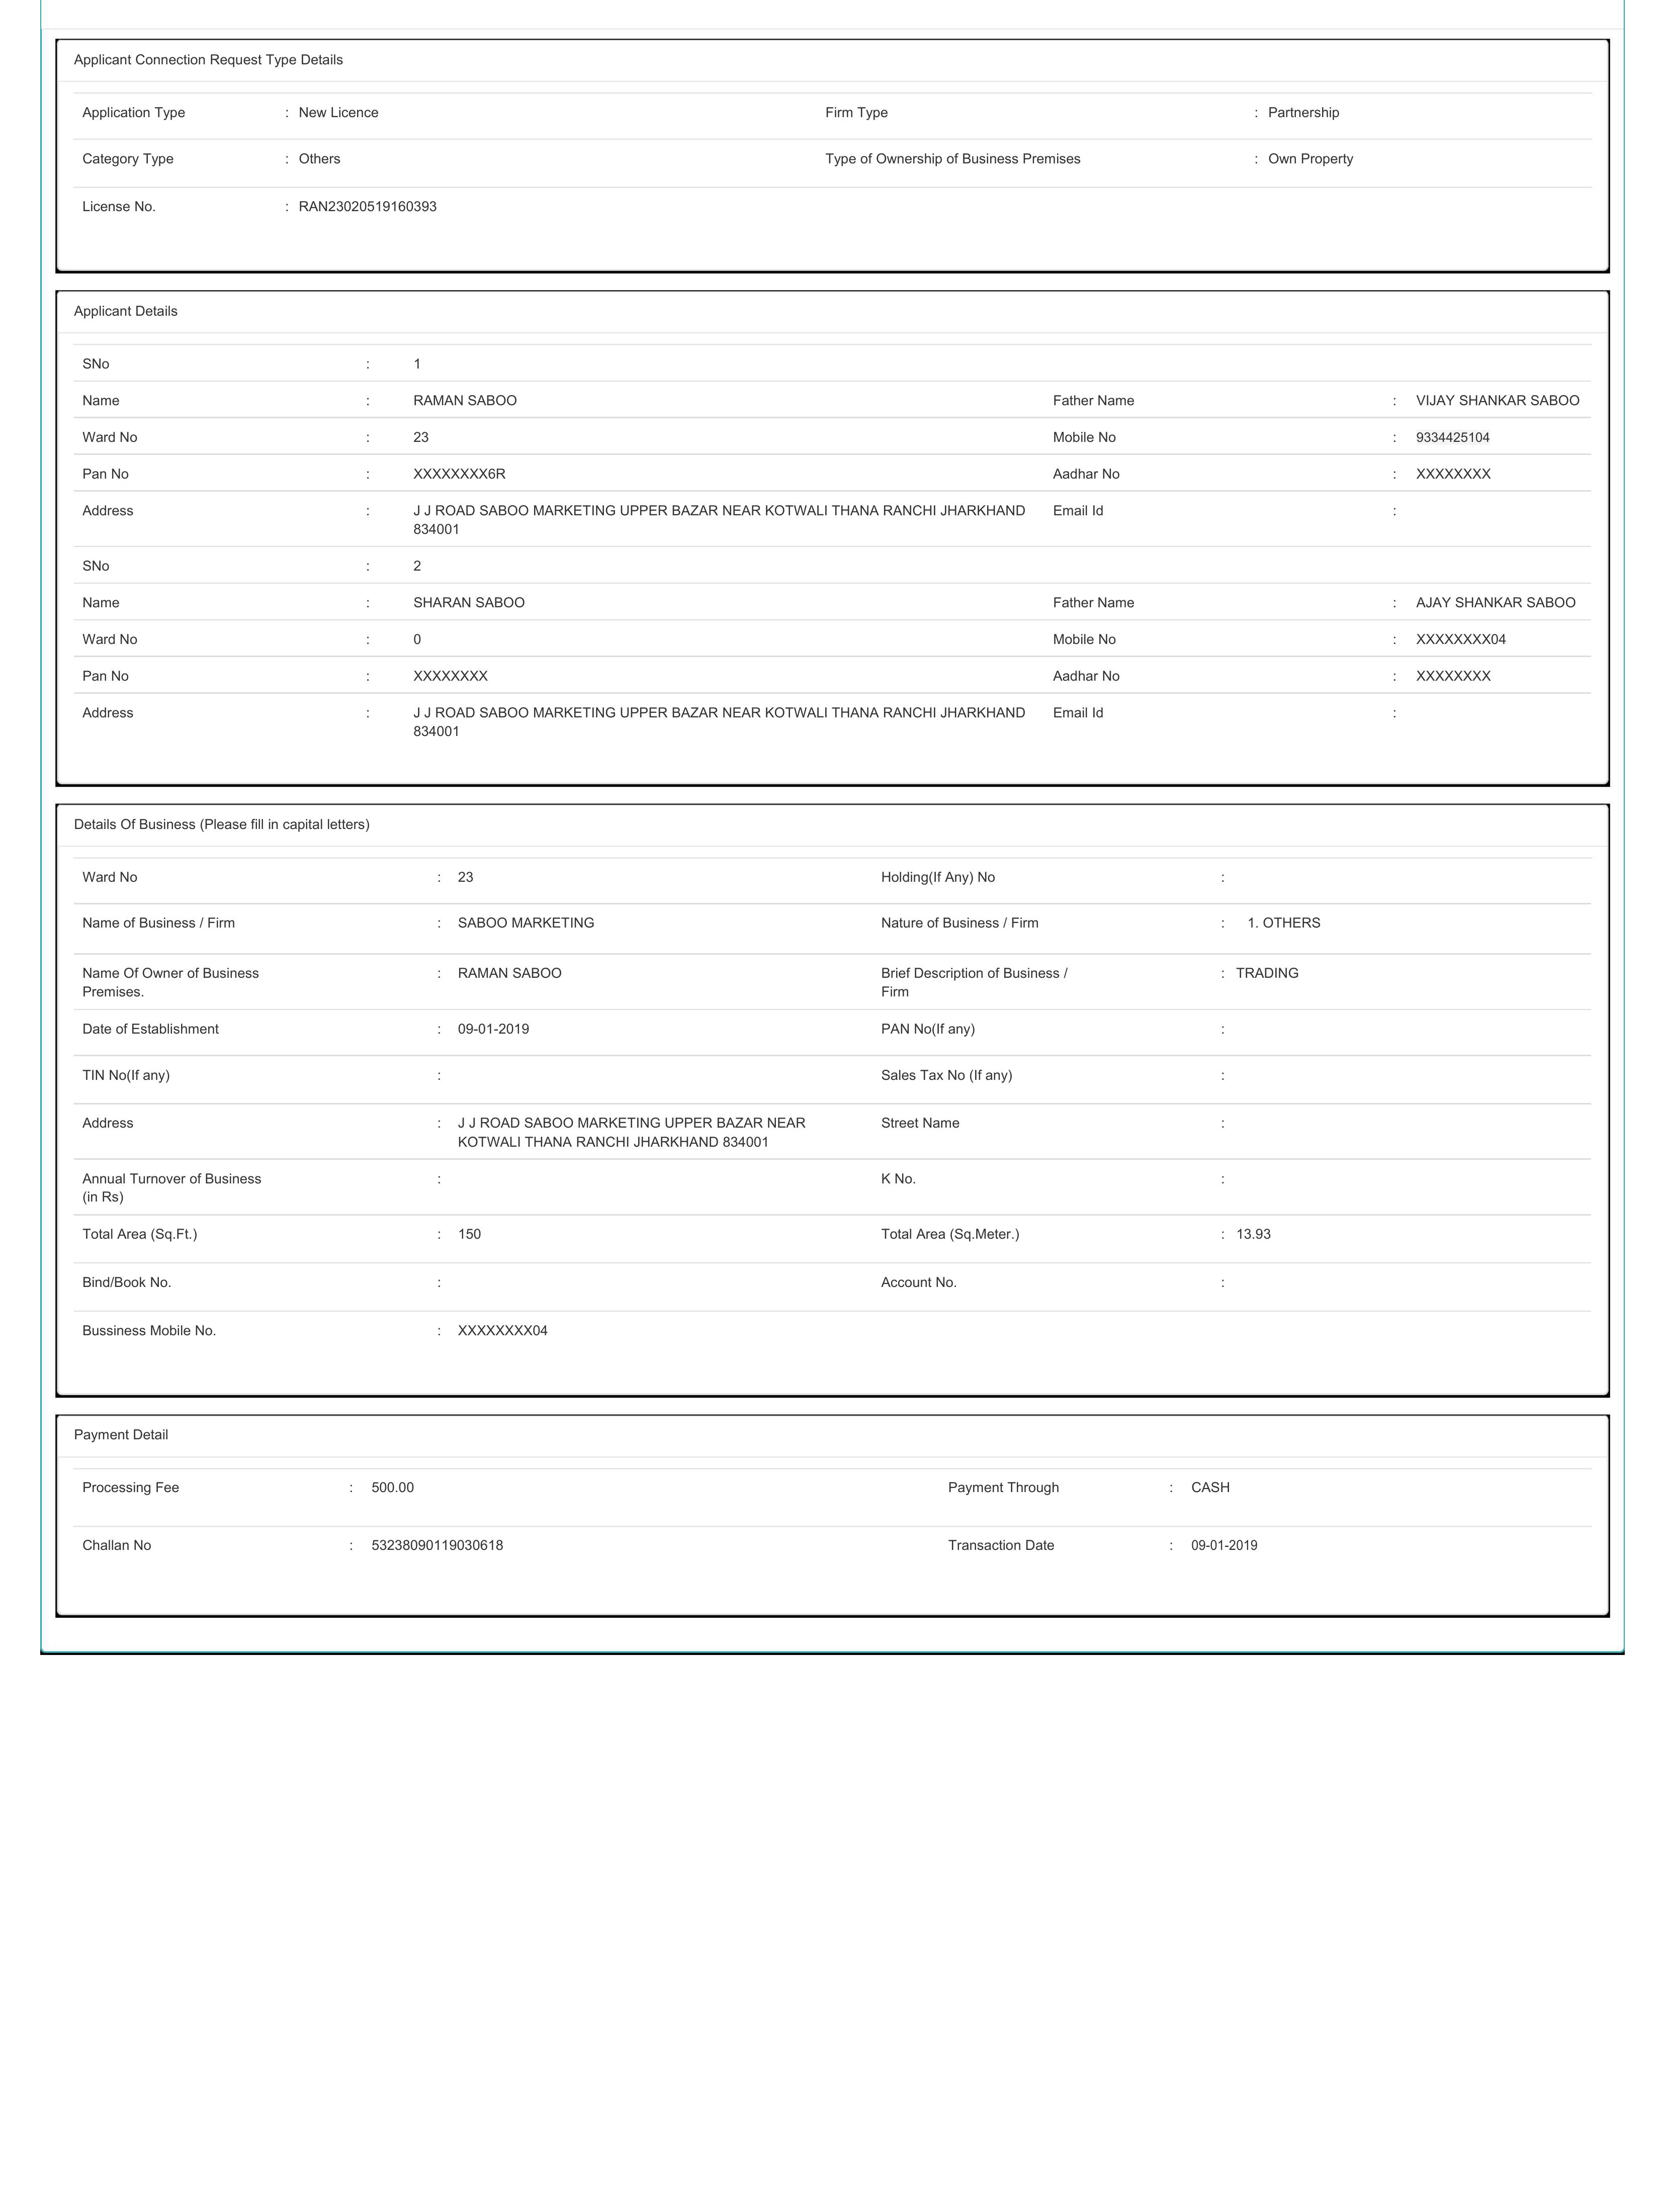 Applicant Connection Request Type Details
Application Type : New Licence Firm Type : Partnership
Category Type : Others Type of Ownership of Business Premises : Own Property
License No. : RAN23020519160393
Applicant Details
SNo : 1
Name : RAMAN SABOO Father Name : VIJAY SHANKAR SABOO
Ward No : 23 Mobile No : 9334425104
Pan No : XXXXXXXX6R Aadhar No : XXXXXXXX
Address : J J ROAD SABOO MARKETING UPPER BAZAR NEAR KOTWALI THANA RANCHI JHARKHAND Email Id :
834001
SNo : 2
Name : SHARAN SABOO Father Name : AJAY SHANKAR SABOO
Ward No : 0 Mobile No : XXXXXXXX04
Pan No : XXXXXXXX Aadhar No : XXXXXXXX
Address : J J ROAD SABOO MARKETING UPPER BAZAR NEAR KOTWALI THANA RANCHI JHARKHAND Email Id :
834001
Details Of Business (Please fill in capital letters)
Ward No : 23 Holding(If Any) No :
Name of Business / Firm : SABOO MARKETING Nature of Business / Firm : 1. OTHERS
Name Of Owner of Business : RAMAN SABOO Brief Description of Business / : TRADING
Premises. Firm
Date of Establishment : 09-01-2019 PAN No(If any) :
TIN No(If any) : Sales Tax No (If any) :
Address : J J ROAD SABOO MARKETING UPPER BAZAR NEAR Street Name :
KOTWALI THANA RANCHI JHARKHAND 834001
Annual Turnover of Business : K No. :
(in Rs)
Total Area (Sq.Ft.) : 150 Total Area (Sq.Meter.) : 13.93
Bind/Book No. : Account No. :
Bussiness Mobile No. : XXXXXXXX04
Payment Detail
Processing Fee : 500.00 Payment Through : CASH
Challan No : 53238090119030618 Transaction Date : 09-01-2019